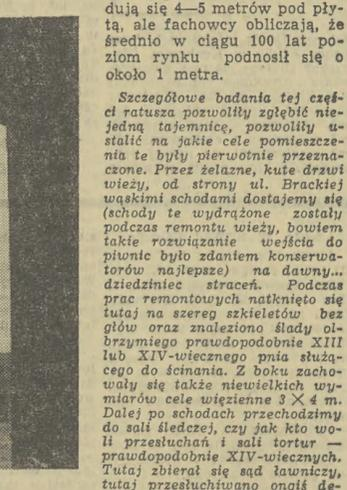 dują się 4—5 metrów pod pły-
tą, ale fachowcy obliczają, że
średnio w ciągu 100 lat po-
ziom rynku podnosił się o
około 1 metra.
Szczegółowe badania tej częś-
ci ratusza pozwoliły zgłębić nie-
jedną tajemnicę, pozwoliły u-
stalić na jakie cele pomieszcze-
nia te były pierwotnie przezna-
czone. Przez żelazne, kute drzwi
wieży, od strony ul. Brackiej
wąskimi schodami dostajemy się
(schody te wydrążone zostały
podczas remontu wieży, bowiem
takie rozwiązanie wejścia do
piwnic było zdaniem konserwa-
torów najlepsze) na dawny...
dziedziniec straceń. Podczas
prac remontowych natknięto się
tutaj na szereg szkieletów bez
głów oraz znaleziono ślady ol-
brzymiego prawdopodobnie XIII
lub XIV-wiecznego pnia służą-
cego do ścinania. Z boku zacho-
wały się także niewielkich wy-
miarów cele więzienne 3 × 4 m.
Dalej po schodach przechodzimy
do sali śledczej, czy jak kto wo-
li przesłuchań i sali tortur —
prawdopodobnie XIV-wiecznych.
Tutaj zbierał się sąd ławniczy,
tutaj przesłuchiwano ongiś de-